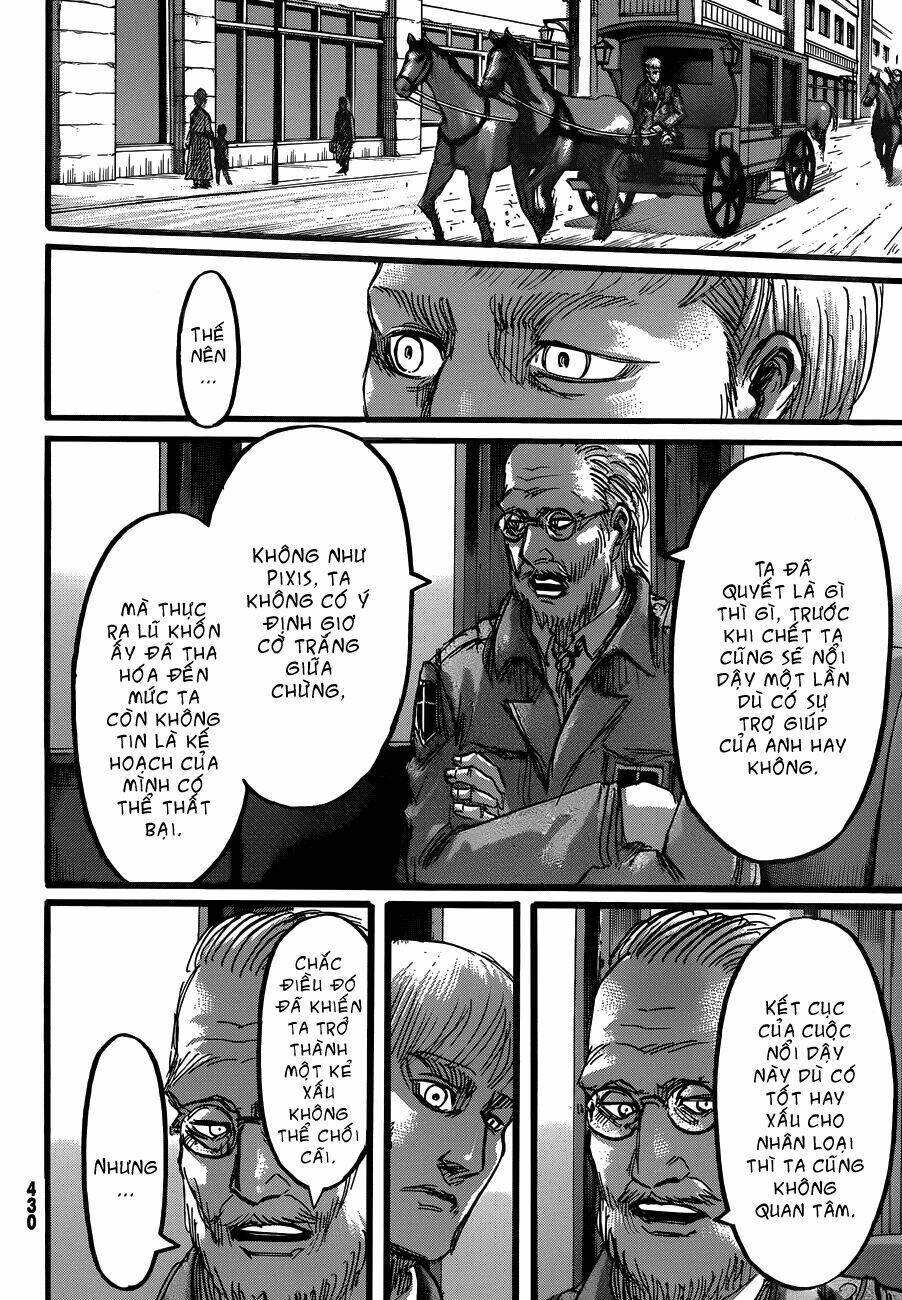 THẾ
NÊN
...
TA ĐÃ
QUYẾT LÀ GÌ
THÌ GÌ, TRƯỚC
KHI CHẾT TA
CŨNG SẼ NỔI
DẬY MỘT LẦN
DÙ CÓ SỰ
TRỢ GIÚP
CỦA ANH HAY
KHÔNG.
KHÔNG NHƯ
PIXIS, TA
KHÔNG CÓ Ý
ĐỊNH GIƠ
CỜ TRẮNG
GIỮA
CHỪNG,
MÀ THỰC
RA LŨ KHỐN
ẤY ĐÃ THA
HÓA ĐẾN
MỨC TA
CÒN KHÔNG
TIN LÀ KẾ
HOẠCH CỦA
MÌNH CÓ
THỂ THẤT
BẠI.
KẾT CỤC
CỦA CUỘC
NỔI DẬY
NÀY DÙ CÓ
TỐT HAY
XẤU CHO
NHÂN LOẠI
THÌ TA CŨNG
KHÔNG
QUAN TÂM.
CHẮC
ĐIỀU ĐÓ
ĐÃ KHIẾN
TA TRỞ
THÀNH
MỘT KẺ
XẤU
KHÔNG
THỂ CHỐI
CÃI.
NHƯNG
...
430